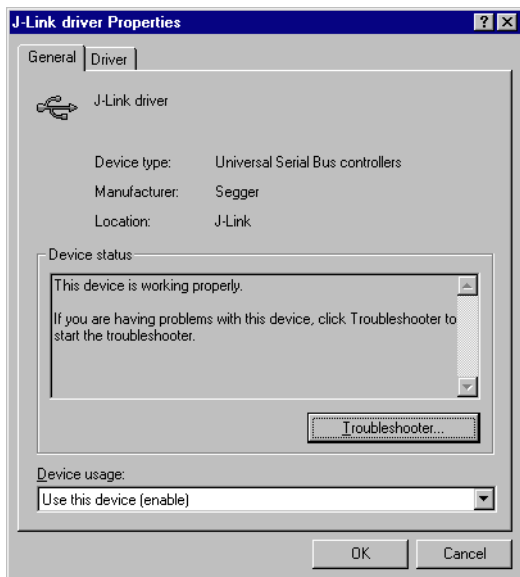 J-Link driver Properties
General
Driver
J-Link driver
Device type: Universal Serial Bus controllers
Manufacturer: Segger
Location: J-Link
Device status
This device is working properly.
If you are having problems with this device, click Troubleshooter to
start the troubleshooter.
Troubleshooter...
Device usage:
Use this device (enable)
OK
Cancel